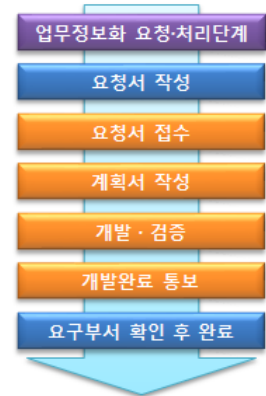 업무정보화 요청·처리단계
요청서 작성
요청서 접수
계획서 작성
개발 · 검증
개발완료 통보
요구부서 확인 후 완료